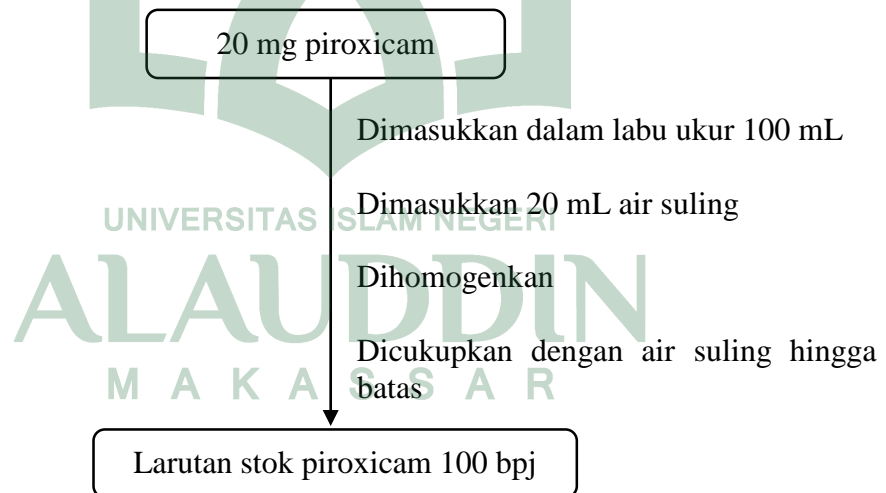 20 mg piroxicam
Dimasukkan dalam labu ukur 100 mL
Dimasukkan 20 mL air suling
UNIVERSITAS ISLAM NEGERI
Dihomogenkan
ALAUDDIN
Dicukupkan dengan air suling hingga
batas
MAKASSAR
Larutan stok piroxicam 100 bpj